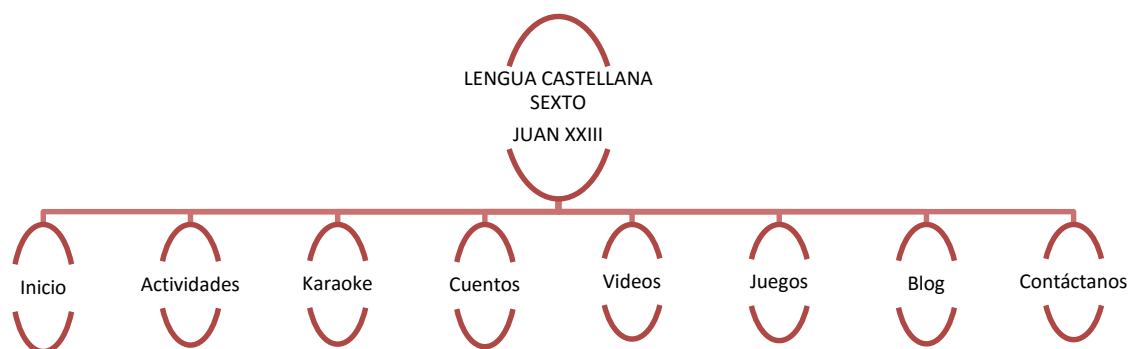 LENGUA CASTELLANA
SEXTO
JUAN XXIII
Inicio
Actividades
Karaoke
Cuentos
Videos
Juegos
Blog
Contáctanos